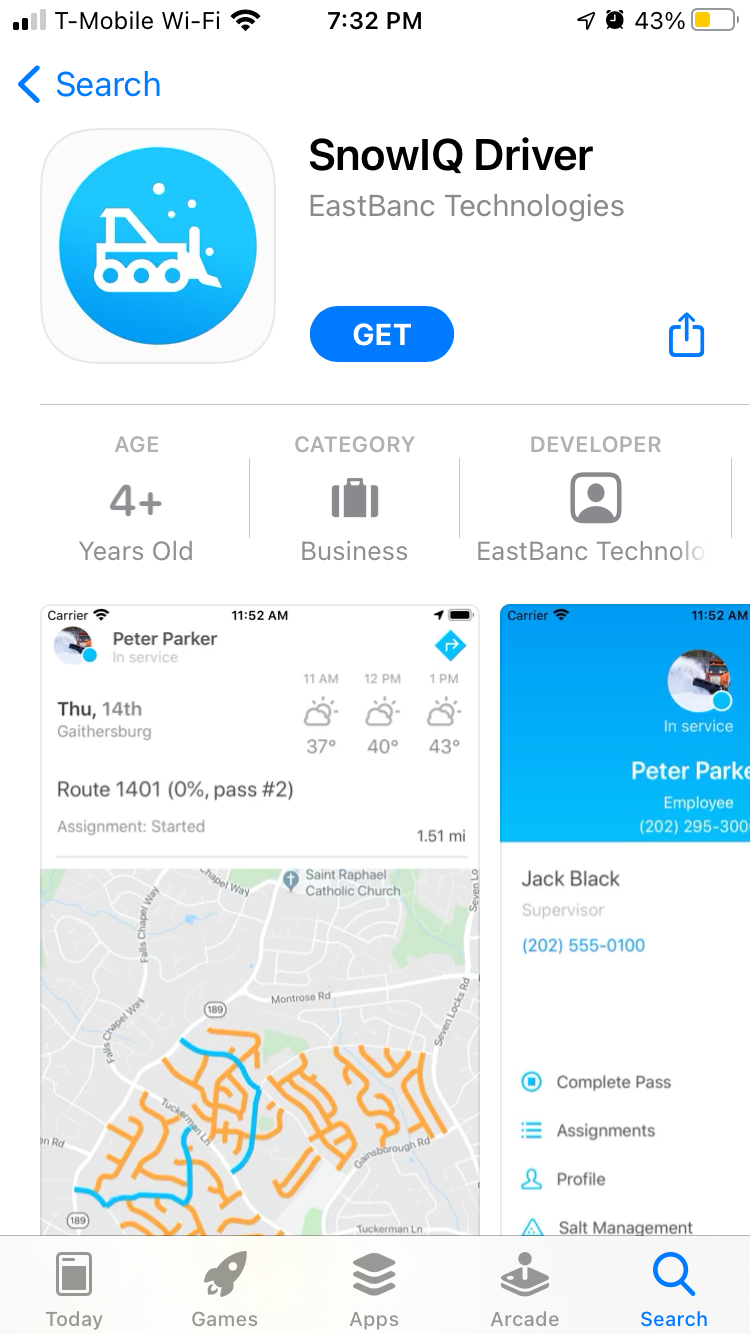 T-Mobile Wi-Fi 7:32 PM 43%
Search
SnowIQ Driver
EastBanc Technologies
GET
AGE CATEGORY DEVELOPER
4+
Years Old Business EastBanc Technolo
Carrier 11:52 AM
Peter Parker
In service
11 AM 12 PM 1 PM
Thu, 14th
Gaithersburg
37° 40° 43°
Route 1401 (0%, pass #2)
Assignment: Started
1.51 mi
Chapel Way
Saint Raphael
Catholic Church
Seven Lo
Falls Chapel Way
Montrose Rd
189
Seven Locks Rd
Falls Chapel Way
Tuckerman Ln
Gainsborough Rd
en Rd
189
Tuckerman Ln
Carrier 11:52 AM
In service
Peter Parke
Employee
(202) 295-300
Jack Black
Supervisor
(202) 555-0100
Complete Pass
Assignments
Profile
Salt Management
Today Games Apps Arcade Search